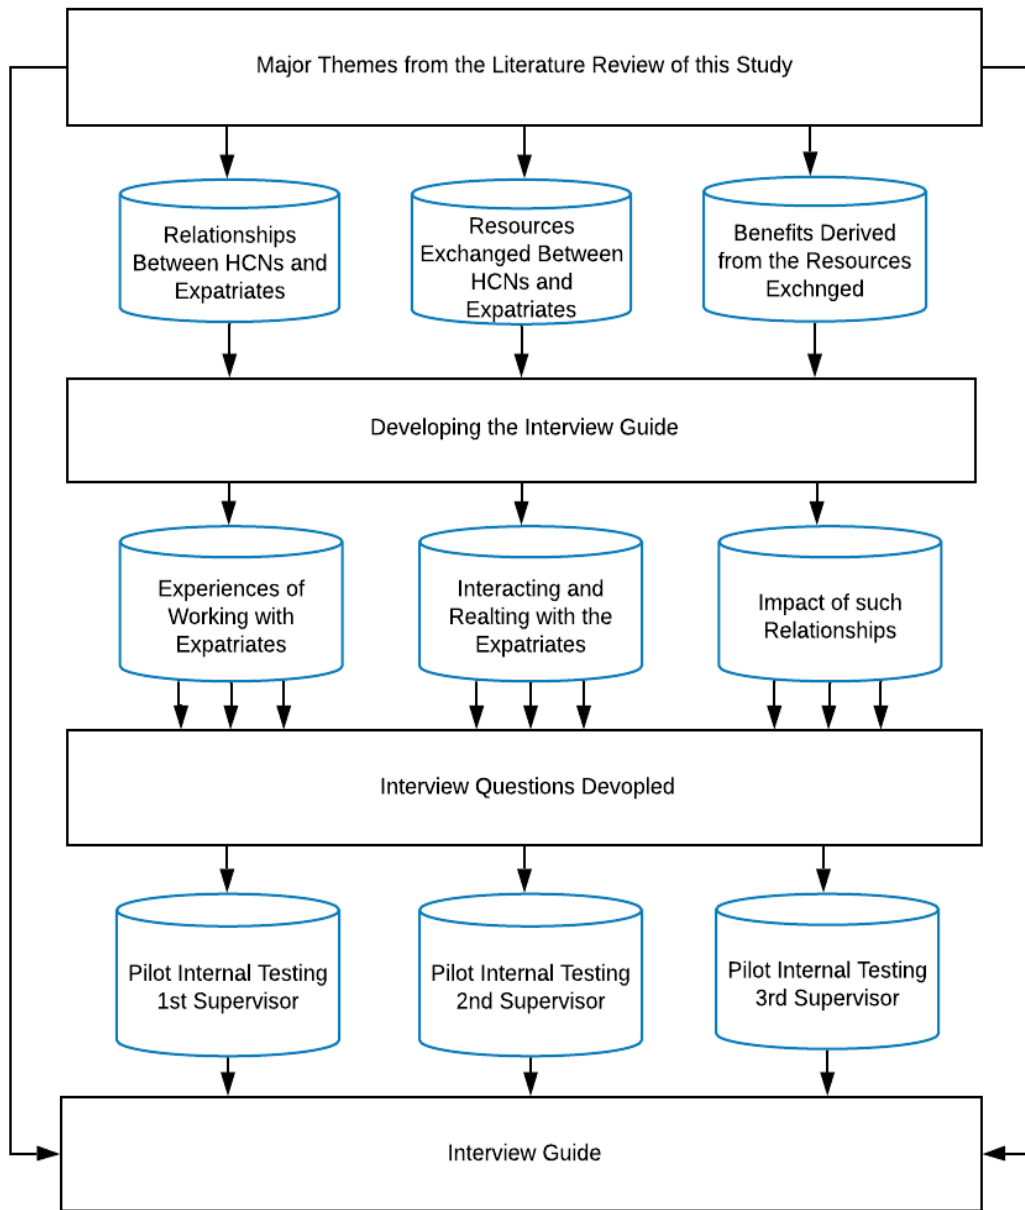 Major Themes from the Literature Review of this Study
Relationships
Between HCNs and
Expatriates
Resources
Exchanged Between
HCNs and
Expatriates
Benefits Derived
from the Resources
Exchnged
Developing the Interview Guide
Experiences of
Working with
Expatriates
Interacting and
Realting with the
Expatriates
Impact of such
Relationships
Interview Questions Devopled
Pilot Internal Testing
1st Supervisor
Pilot Internal Testing
2nd Supervisor
Pilot Internal Testing
3rd Supervisor
Interview Guide